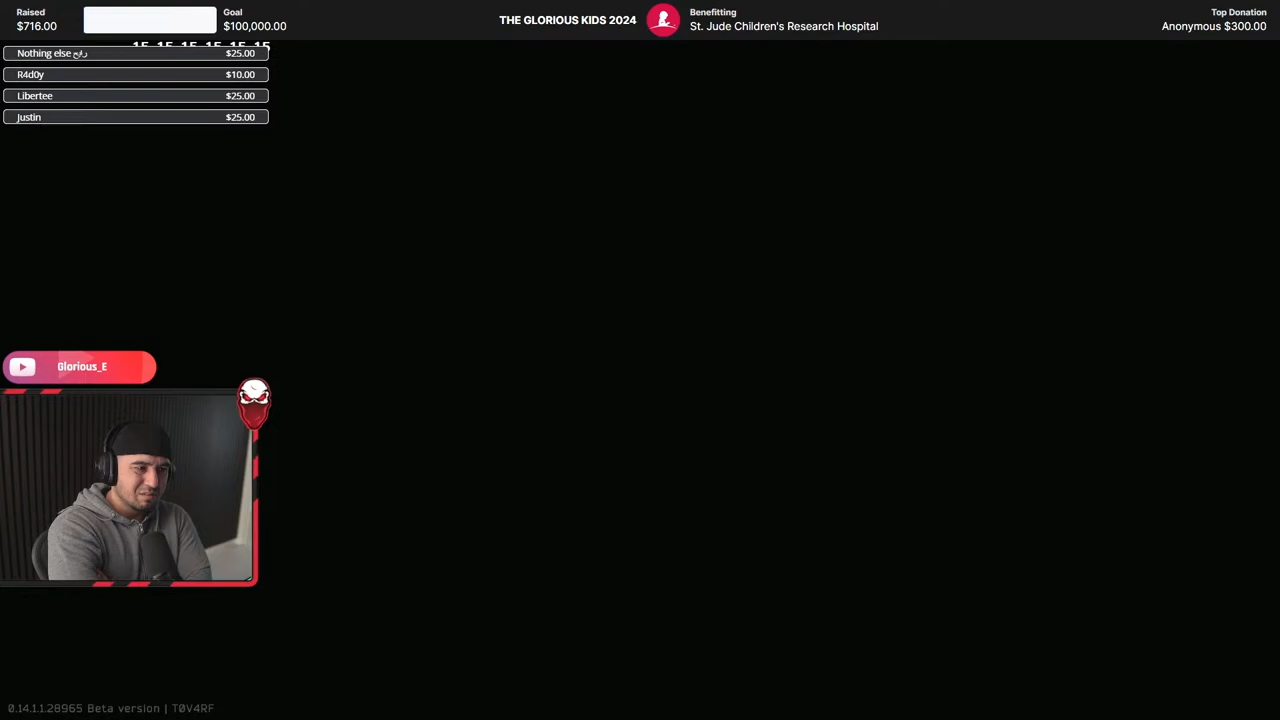 Raised
$716.00
Goal
$100,000.00
THE GLORIOUS KIDS 2024
Benefitting
St. Jude Children's Research Hospital
Top Donation
Anonymous $300.00
Nothing else رايح $25.00
R4d0y $10.00
Libertee $25.00
Justin $25.00
Glorious_E
0.14.1.1.28965 Beta version | T0V4RF